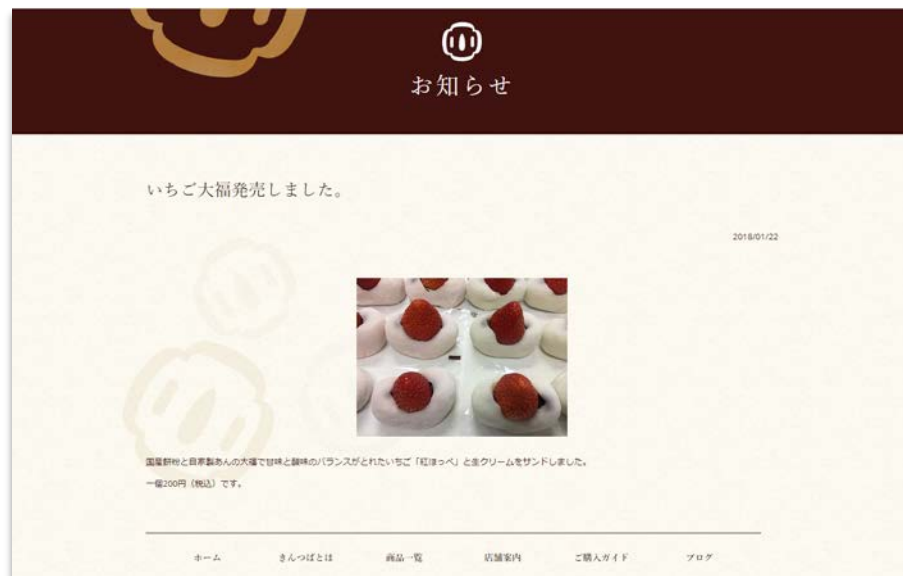 お知らせ
いちご大福発売しました。
2018/01/22
国産餅粉と自家製あんの大福で甘味と酸味のバランスがとれたいちご「紅ほっぺ」と生クリームをサンドしました。
一個200円(税込)です。
ホーム きんつばとは 商品一覧 店舗案内 ご購入ガイド ブログ